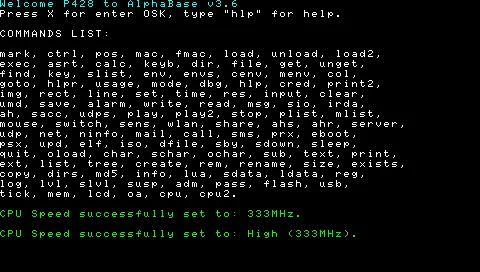 Welcome P428 to AlphaBase v3.6
Press X for enter OSK, type "hlp" for help.
COMMANDS LIST:
mark, ctrl, pos, mac, fmac, load, unload, load2,
exec, asrt, calc, keyb, dir, file, get, unget,
find, key, slist, env, envs, cenv, menv, col,
goto, hlpr, usage, mode, dbg, hlp, cred, print2,
img, rect, line, set, time, res, input, clear,
umd, save, alarm, write, read, msg, sio, irda,
ah, sacc, udps, play, play2, stop, plist, mlist,
mouse, switch, sens, wlan, share, ahs, ahr, server,
udp, net, ninfo, mail, call, sms, prx, eboot,
psx, upd, elf, iso, dfile, sby, sdown, sleep,
quit, oload, char, schar, ochar, sub, text, print,
ext, list, tree, create, rem, rename, size, exists,
copy, dirs, md5, info, lua, sdata, ldata, reg,
log, lvl, slvl, susp, adm, pass, flash, usb,
tick, mem, lcd, oa, cpu, cpu2.
CPU Speed successfully set to: 333MHz.
CPU Speed successfully set to: High (333MHz).